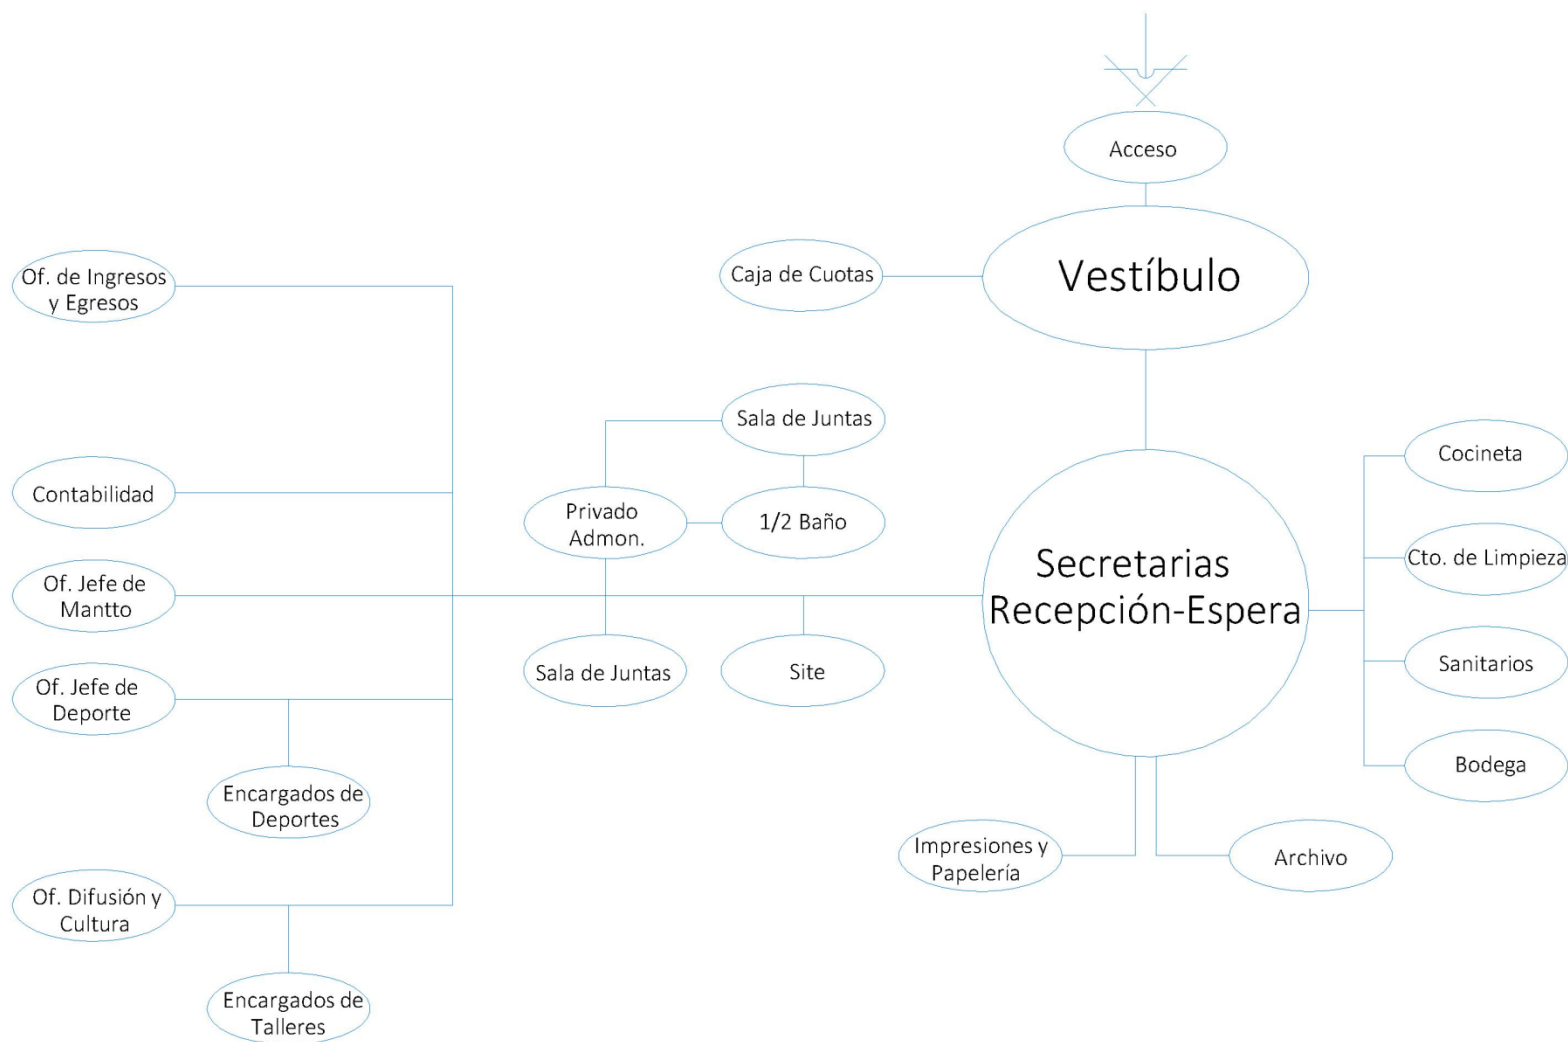 Acceso
Vestíbulo
Caja de Cuotas
Of. de Ingresos
y Egresos
Sala de Juntas
Contabilidad
Privado
Admon.
1/2 Baño
Cocineta
Cto. de Limpieza
Secretarias
Recepción-Espera
Of. Jefe de
Mantto
Sala de Juntas
Site
Sanitarios
Of. Jefe de
Deporte
Bodega
Encargados de
Deportes
Impresiones y
Papelería
Archivo
Of. Difusión y
Cultura
Encargados de
Talleres